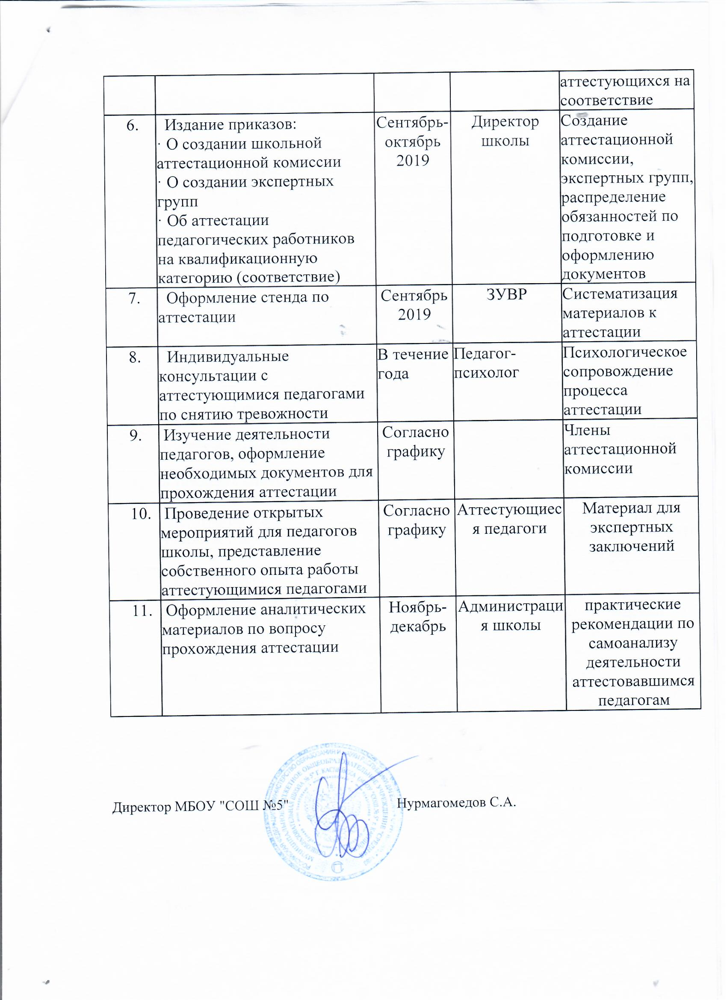 аттестующихся на
соответствие
6.
Издание приказов:
· О создании школьной
аттестационной комиссии
· О создании экспертных
групп
· Об аттестации
педагогических работников
на квалификационную
категорию (соответствие)
Сентябрь-
октябрь
2019
Директор
школы
Создание
аттестационной
комиссии,
экспертных групп,
распределение
обязанностей по
подготовке и
оформлению
документов
7.
Оформление стенда по
аттестации
Сентябрь
2019
ЗУВР
Систематизация
материалов к
аттестации
8.
Индивидуальные
консультации с
аттестующимися педагогами
по снятию тревожности
В течение
года
Педагог-
психолог
Психологическое
сопровождение
процесса
аттестации
9.
Изучение деятельности
педагогов, оформление
необходимых документов для
прохождения аттестации
Согласно
графику
Члены
аттестационной
комиссии
10.
Проведение открытых
мероприятий для педагогов
школы, представление
собственного опыта работы
аттестующимися педагогами
Согласно
графику
Аттестующиес
я педагоги
Материал для
экспертных
заключений
11.
Оформление аналитических
материалов по вопросу
прохождения аттестации
Ноябрь-
декабрь
Администраци
я школы
практические
рекомендации по
самоанализу
деятельности
аттестовавшимся
педагогам
Директор МБОУ "СОШ №5" Нурмагомедов С.А.